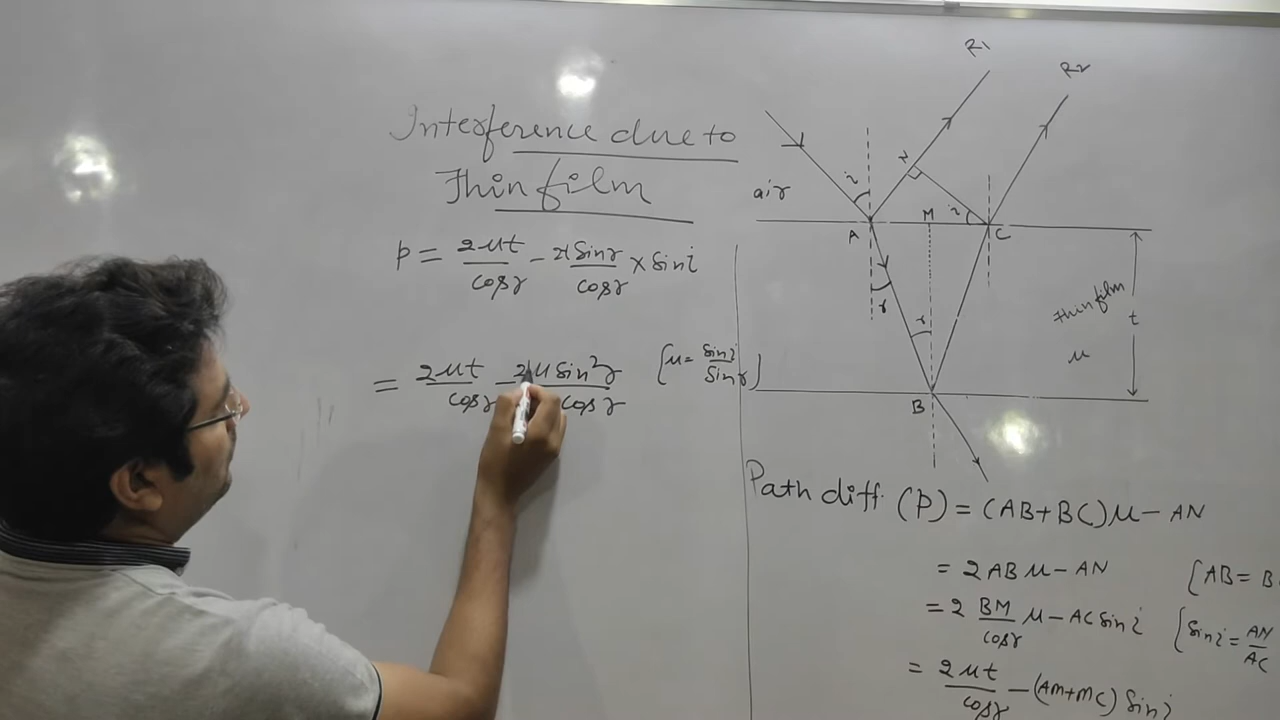 Interference due to
Thin film
P = 2μt/cosr - 2t sinr/cosr × sini
= 2μt/cosr - 2tμ sin²r/cosr {μ = sini/sinr}
R1
R2
air
i
N
i
A
M
C
r
r
thin film
t
μ
B
Path diff. (P) = (AB+BC)μ - AN
= 2ABμ - AN {AB = B
= 2 BM/cosr μ - AC sini {sini = AN/AC
= 2μt/cosr - (AM+MC) sini